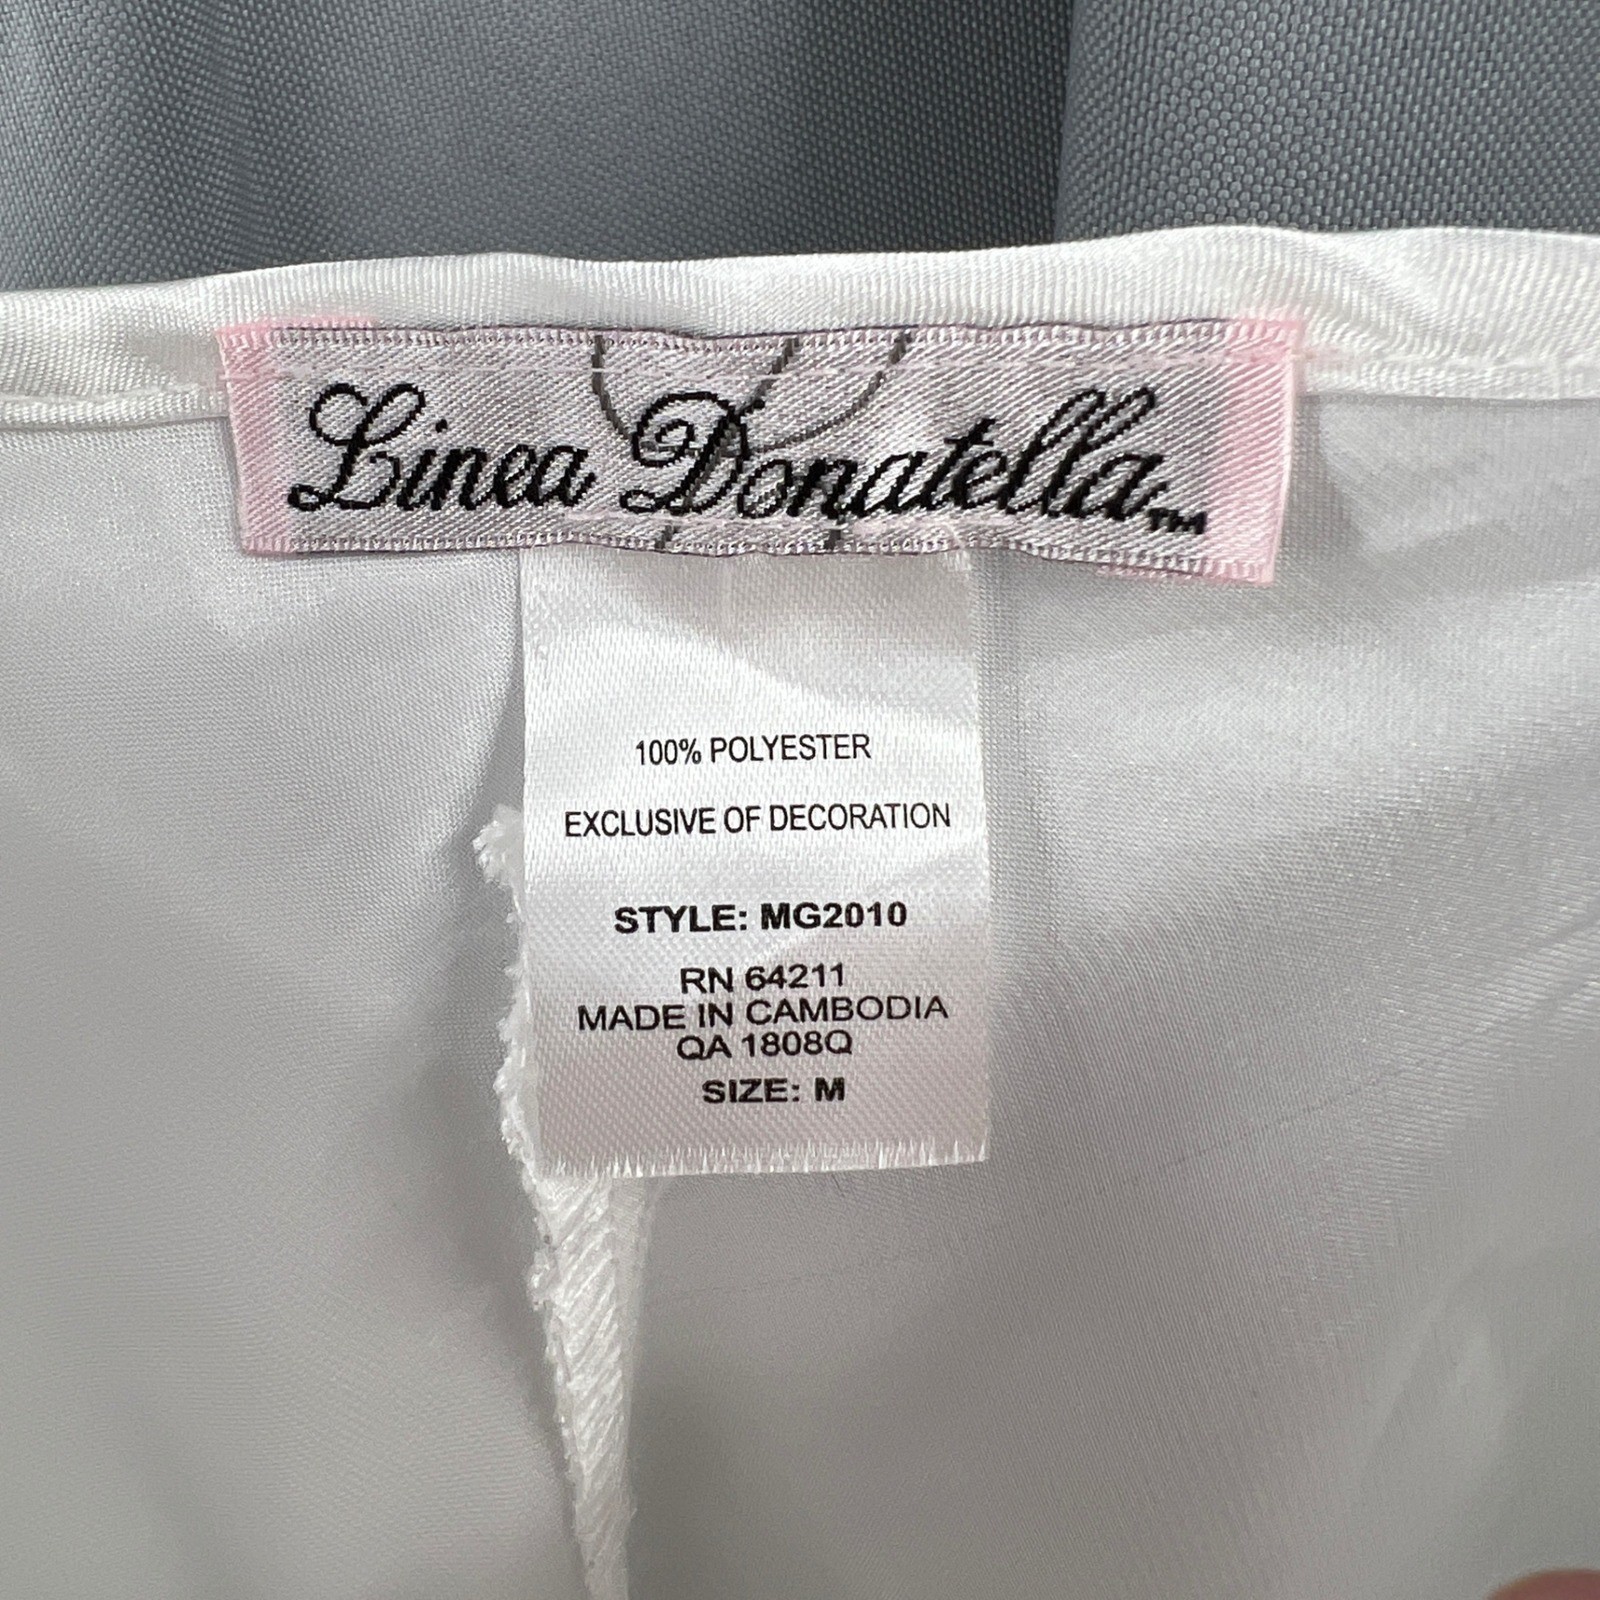 Linea Donatella™
100% POLYESTER
EXCLUSIVE OF DECORATION
STYLE: MG2010
RN 64211
MADE IN CAMBODIA
QA 1808Q
SIZE: M